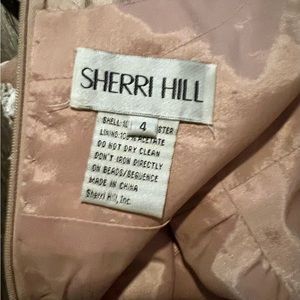 SHERRI HILL
SHELL: 4 STER
LINING: 100% ACETATE
DO NOT DRY CLEAN
DON'T IRON DIRECTLY
ON BEADS/SEQUENCE
MADE IN CHINA
Sherri Hill, Inc.